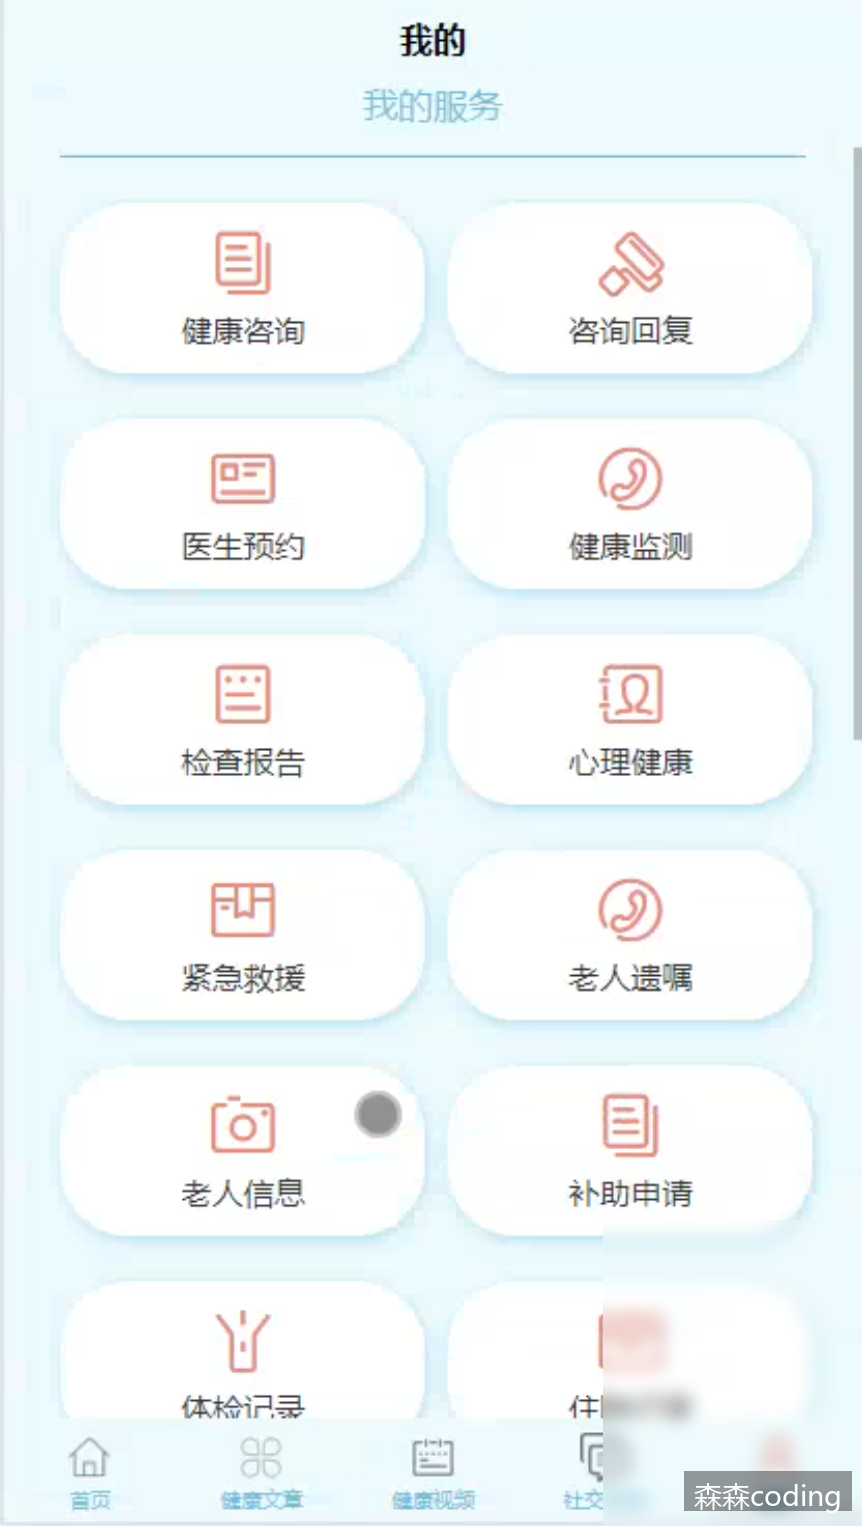 我的
我的服务
健康咨询
咨询回复
医生预约
健康监测
检查报告
心理健康
紧急救援
老人遗嘱
老人信息
补助申请
体检记录
住
首页
健康文章
健康视频
社交
森森coding